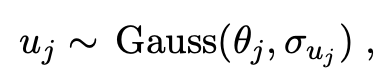 u_j ∼ Gauss(θ_j, σ_{u_j}) ,